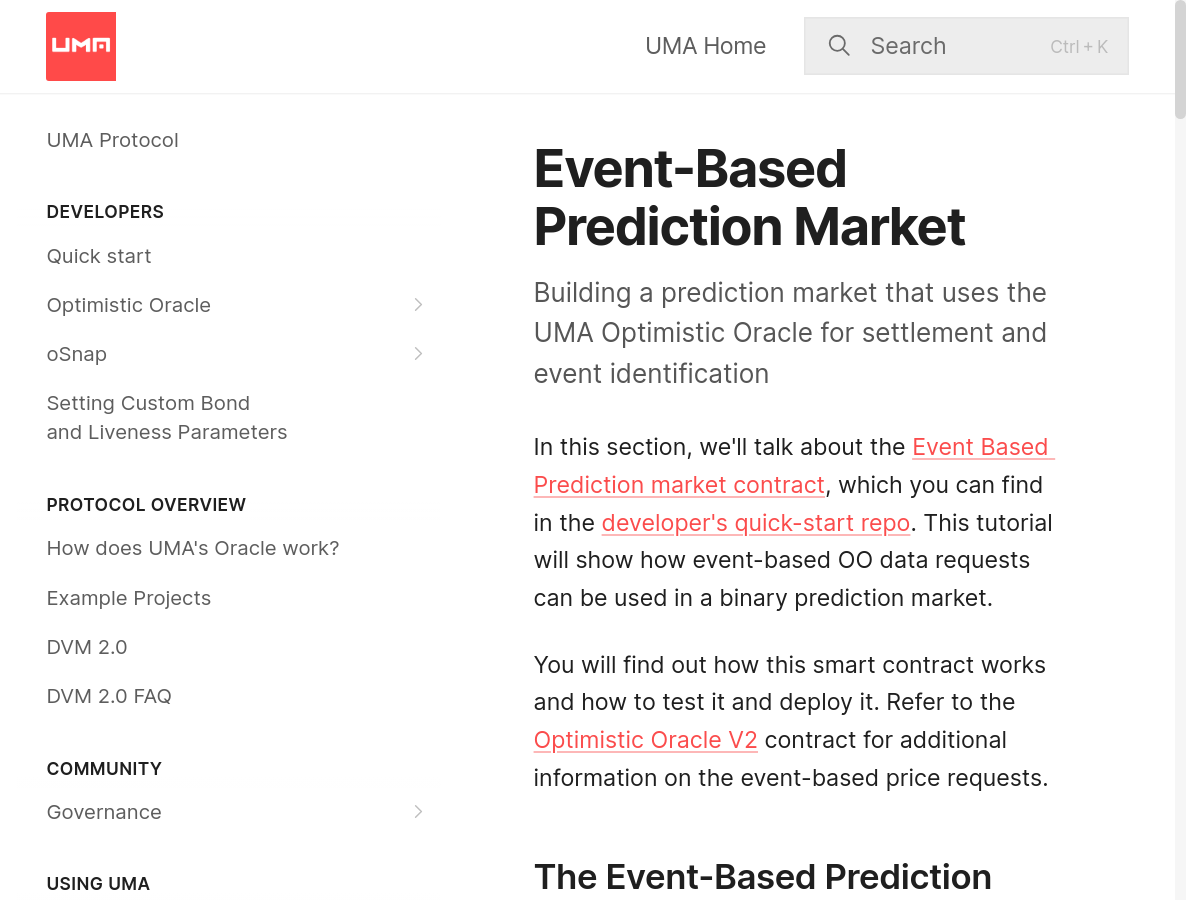 UMA
UMA Home
Search
Ctrl + K
UMA Protocol
DEVELOPERS
Quick start
Optimistic Oracle
oSnap
Setting Custom Bond
and Liveness Parameters
PROTOCOL OVERVIEW
How does UMA's Oracle work?
Example Projects
DVM 2.0
DVM 2.0 FAQ
COMMUNITY
Governance
USING UMA
Event-Based
Prediction Market
Building a prediction market that uses the
UMA Optimistic Oracle for settlement and
event identification
In this section, we'll talk about the Event Based
Prediction market contract, which you can find
in the developer's quick-start repo. This tutorial
will show how event-based OO data requests
can be used in a binary prediction market.
You will find out how this smart contract works
and how to test it and deploy it. Refer to the
Optimistic Oracle V2 contract for additional
information on the event-based price requests.
The Event-Based Prediction